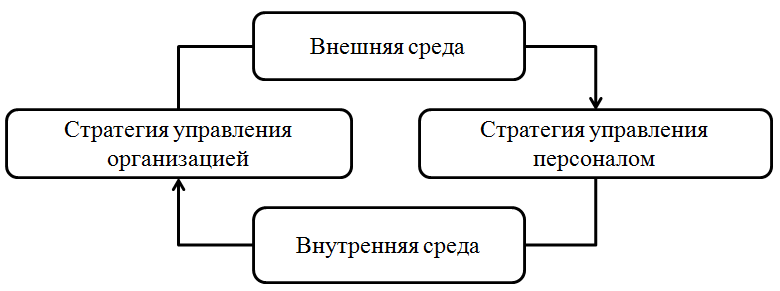 Внешняя среда
Стратегия управления
организацией
Стратегия управления
персоналом
Внутренняя среда